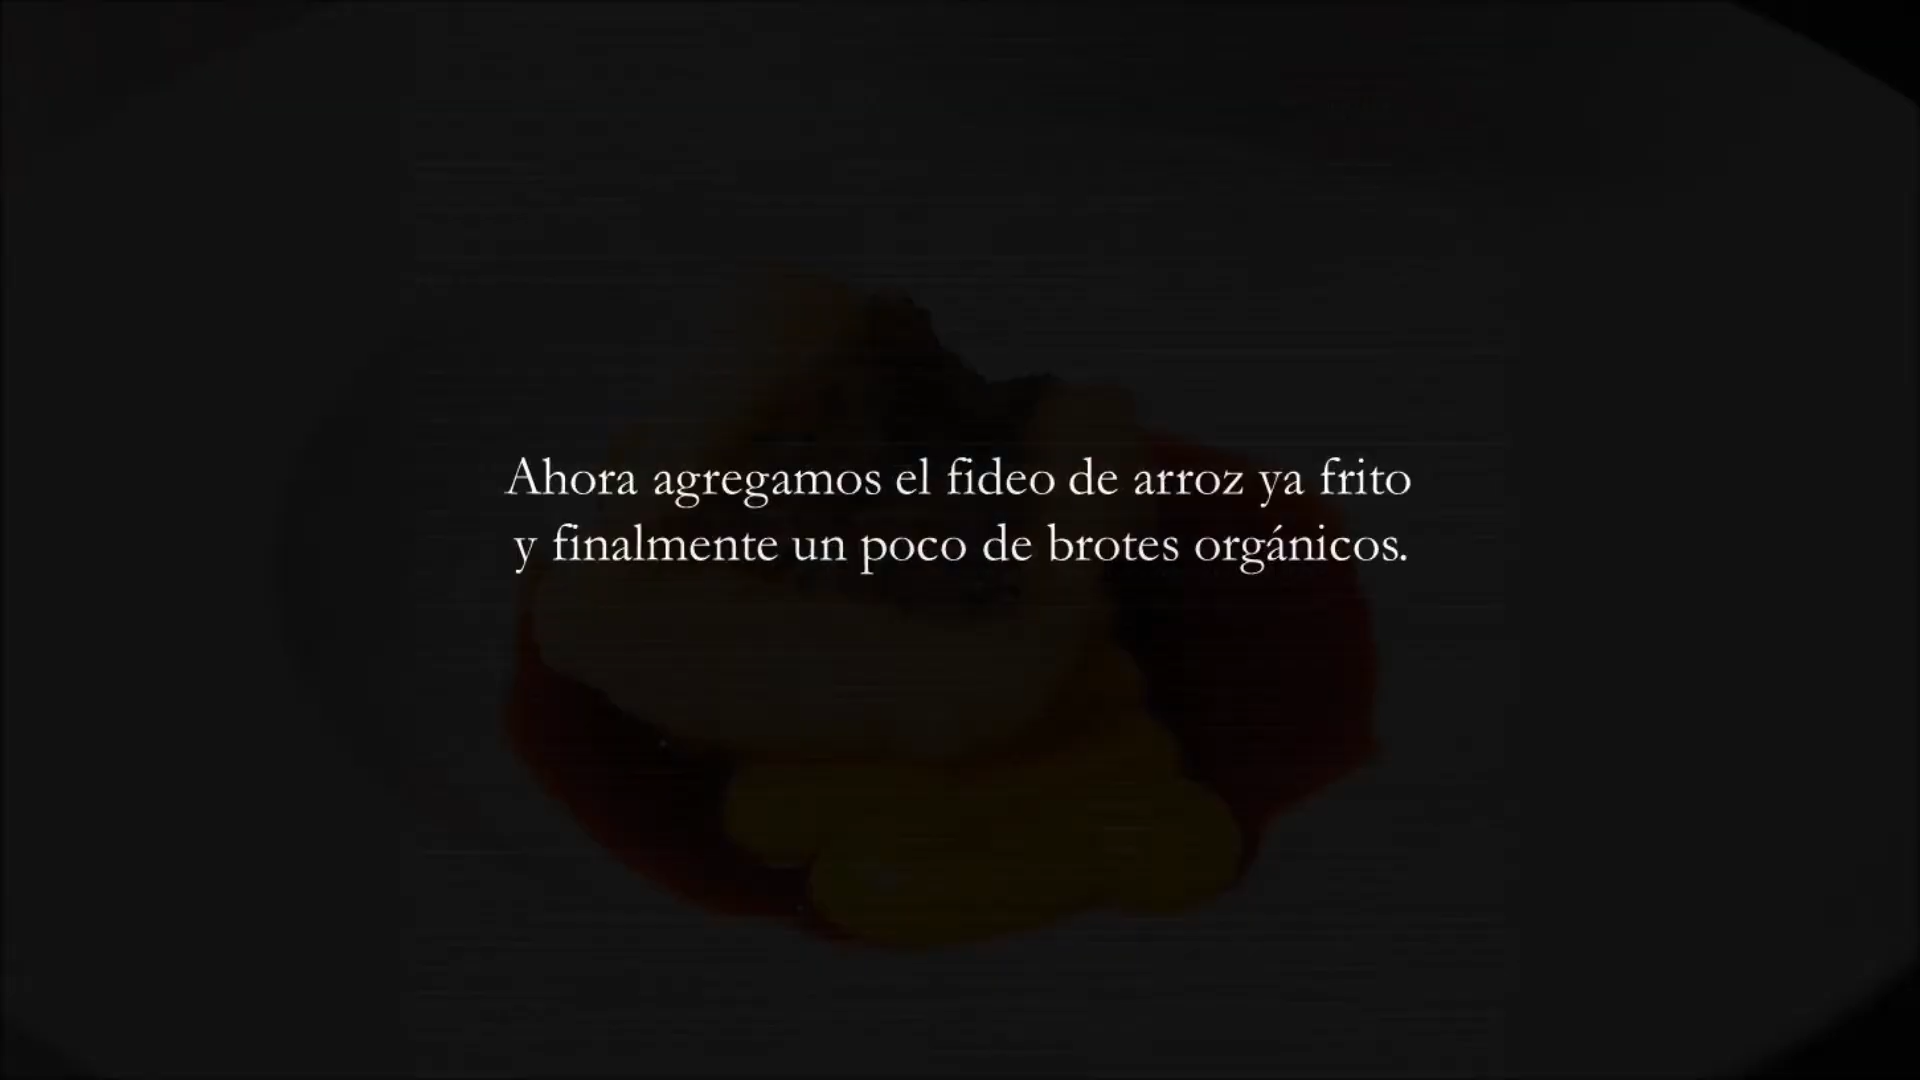 Ahora agregamos el fideo de arroz ya frito
y finalmente un poco de brotes orgánicos.